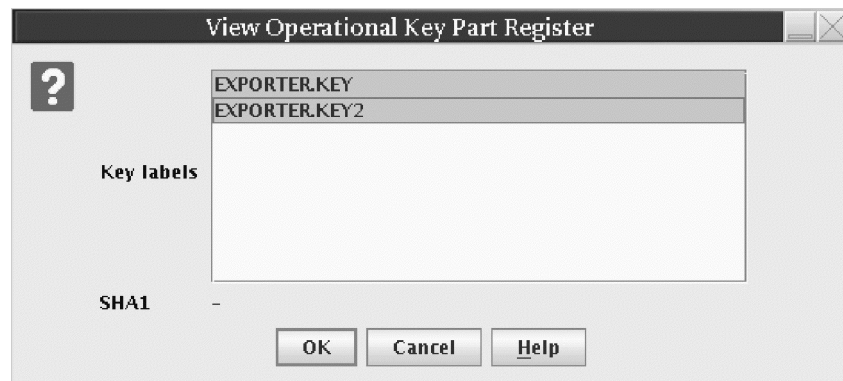 View Operational Key Part Register
?
EXPORTER.KEY
EXPORTER.KEY2
Key labels
SHA1 -
OK Cancel Help